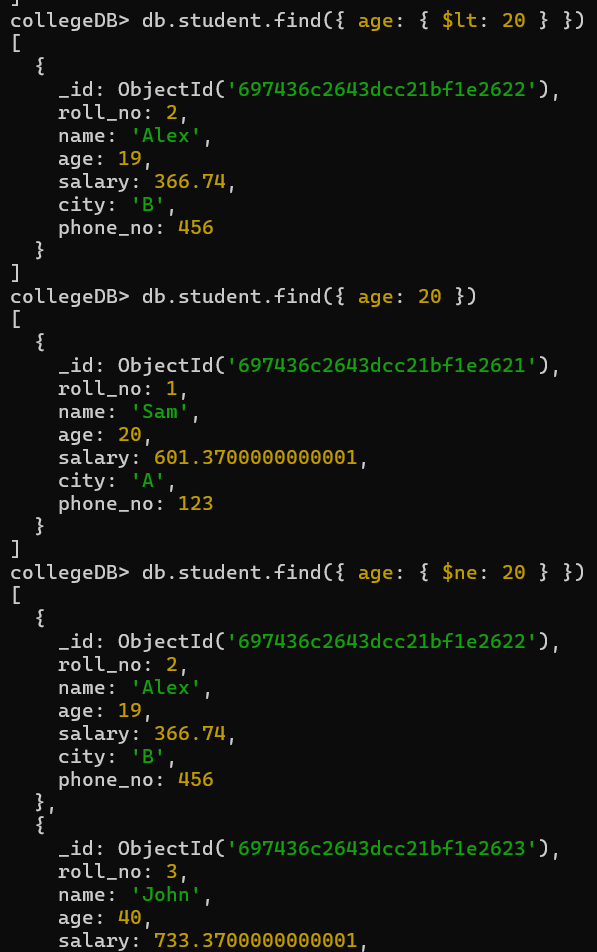 ]
collegeDB> db.student.find({ age: { $lt: 20 } })
[
  {
    _id: ObjectId('697436c2643dcc21bf1e2622'),
    roll_no: 2,
    name: 'Alex',
    age: 19,
    salary: 366.74,
    city: 'B',
    phone_no: 456
  }
]
collegeDB> db.student.find({ age: 20 })
[
  {
    _id: ObjectId('697436c2643dcc21bf1e2621'),
    roll_no: 1,
    name: 'Sam',
    age: 20,
    salary: 601.3700000000001,
    city: 'A',
    phone_no: 123
  }
]
collegeDB> db.student.find({ age: { $ne: 20 } })
[
  {
    _id: ObjectId('697436c2643dcc21bf1e2622'),
    roll_no: 2,
    name: 'Alex',
    age: 19,
    salary: 366.74,
    city: 'B',
    phone_no: 456
  },
  {
    _id: ObjectId('697436c2643dcc21bf1e2623'),
    roll_no: 3,
    name: 'John',
    age: 40,
    salary: 733.3700000000001,